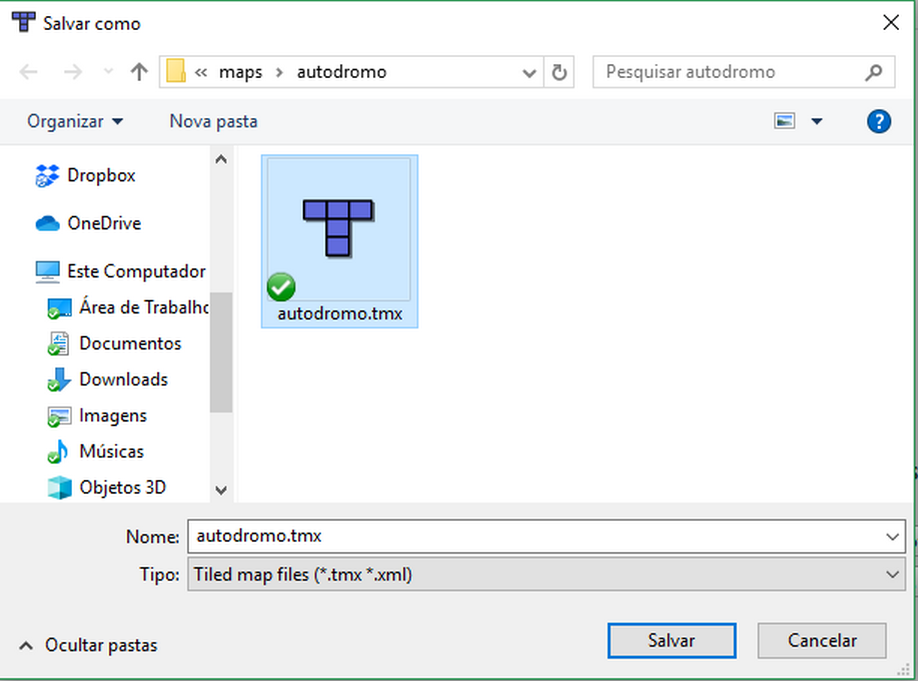 Salvar como
« maps › autodromo
Pesquisar autodromo
Organizar
Nova pasta
?
Dropbox
OneDrive
Este Computador
Área de Trabalho
Documentos
Downloads
Imagens
Músicas
Objetos 3D
autodromo.tmx
Nome: autodromo.tmx
Tipo: Tiled map files (*.tmx *.xml)
Ocultar pastas
Salvar
Cancelar